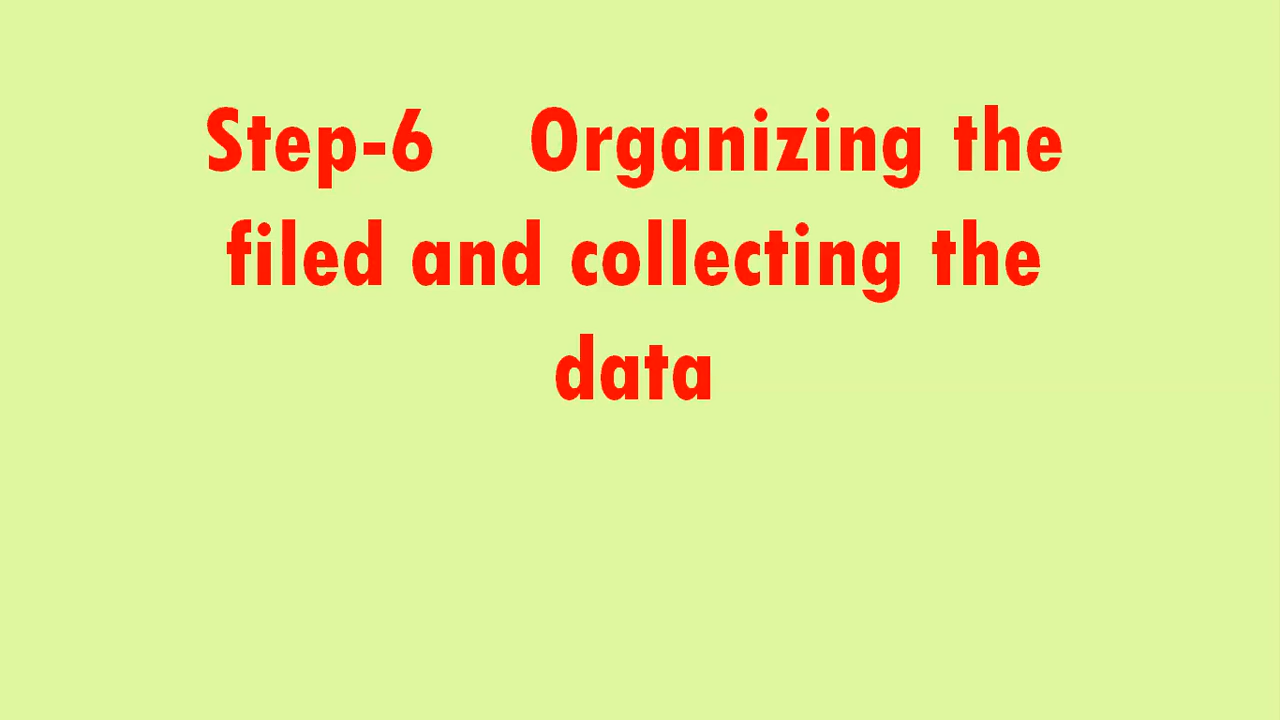 Step-6 Organizing the
filed and collecting the
data